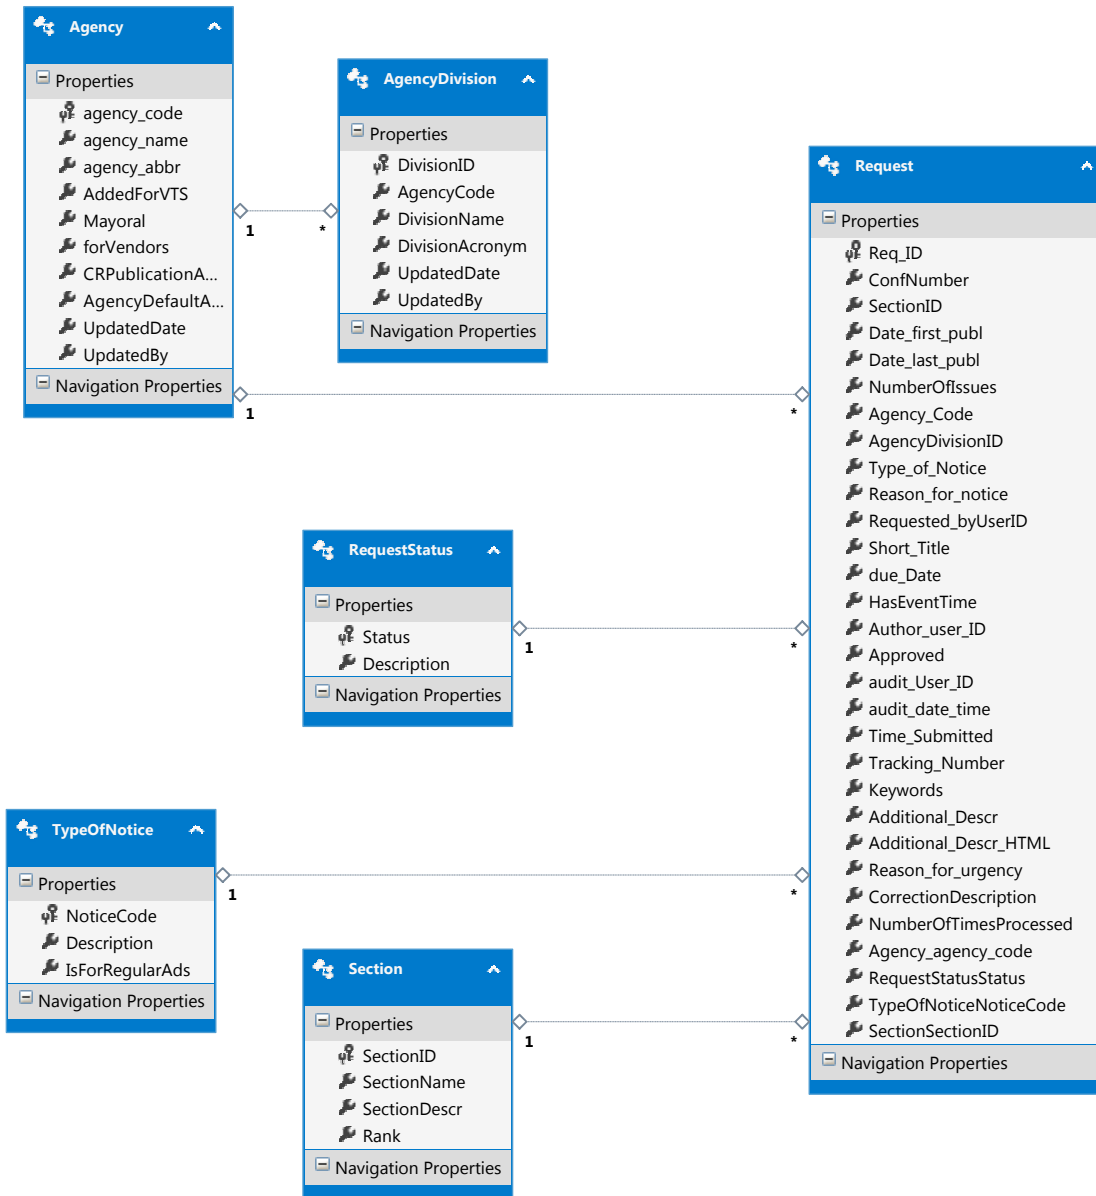 Agency
Properties
agency_code
agency_name
agency_abbr
AddedForVTS
Mayoral
forVendors
CRPublicationA...
AgencyDefaultA...
UpdatedDate
UpdatedBy
Navigation Properties
AgencyDivision
Properties
DivisionID
AgencyCode
DivisionName
DivisionAcronym
UpdatedDate
UpdatedBy
Navigation Properties
1
*
1
*
Request
Properties
Req_ID
ConfNumber
SectionID
Date_first_publ
Date_last_publ
NumberOfIssues
Agency_Code
AgencyDivisionID
Type_of_Notice
Reason_for_notice
Requested_byUserID
Short_Title
due_Date
HasEventTime
Author_user_ID
Approved
audit_User_ID
audit_date_time
Time_Submitted
Tracking_Number
Keywords
Additional_Descr
Additional_Descr_HTML
Reason_for_urgency
CorrectionDescription
NumberOfTimesProcessed
Agency_agency_code
RequestStatusStatus
TypeOfNoticeNoticeCode
SectionSectionID
Navigation Properties
RequestStatus
Properties
Status
Description
Navigation Properties
1
*
TypeOfNotice
Properties
NoticeCode
Description
IsForRegularAds
Navigation Properties
1
*
Section
Properties
SectionID
SectionName
SectionDescr
Rank
Navigation Properties
1
*